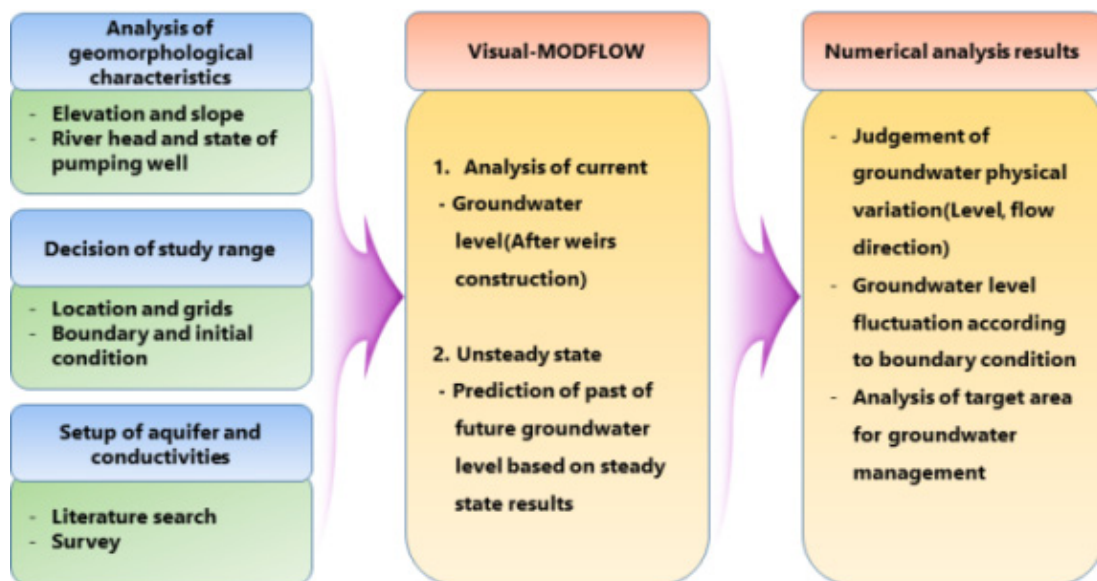 Analysis of
geomorphological
characteristics
- Elevation and slope
- River head and state of
pumping well
Decision of study range
- Location and grids
- Boundary and initial
condition
Setup of aquifer and
conductivities
- Literature search
- Survey
Visual-MODFLOW
1. Analysis of current
- Groundwater
level(After weirs
construction)
2. Unsteady state
- Prediction of past of
future groundwater
level based on steady
state results
Numerical analysis results
- Judgement of
groundwater physical
variation(Level, flow
direction)
- Groundwater level
fluctuation according
to boundary condition
- Analysis of target area
for groundwater
management